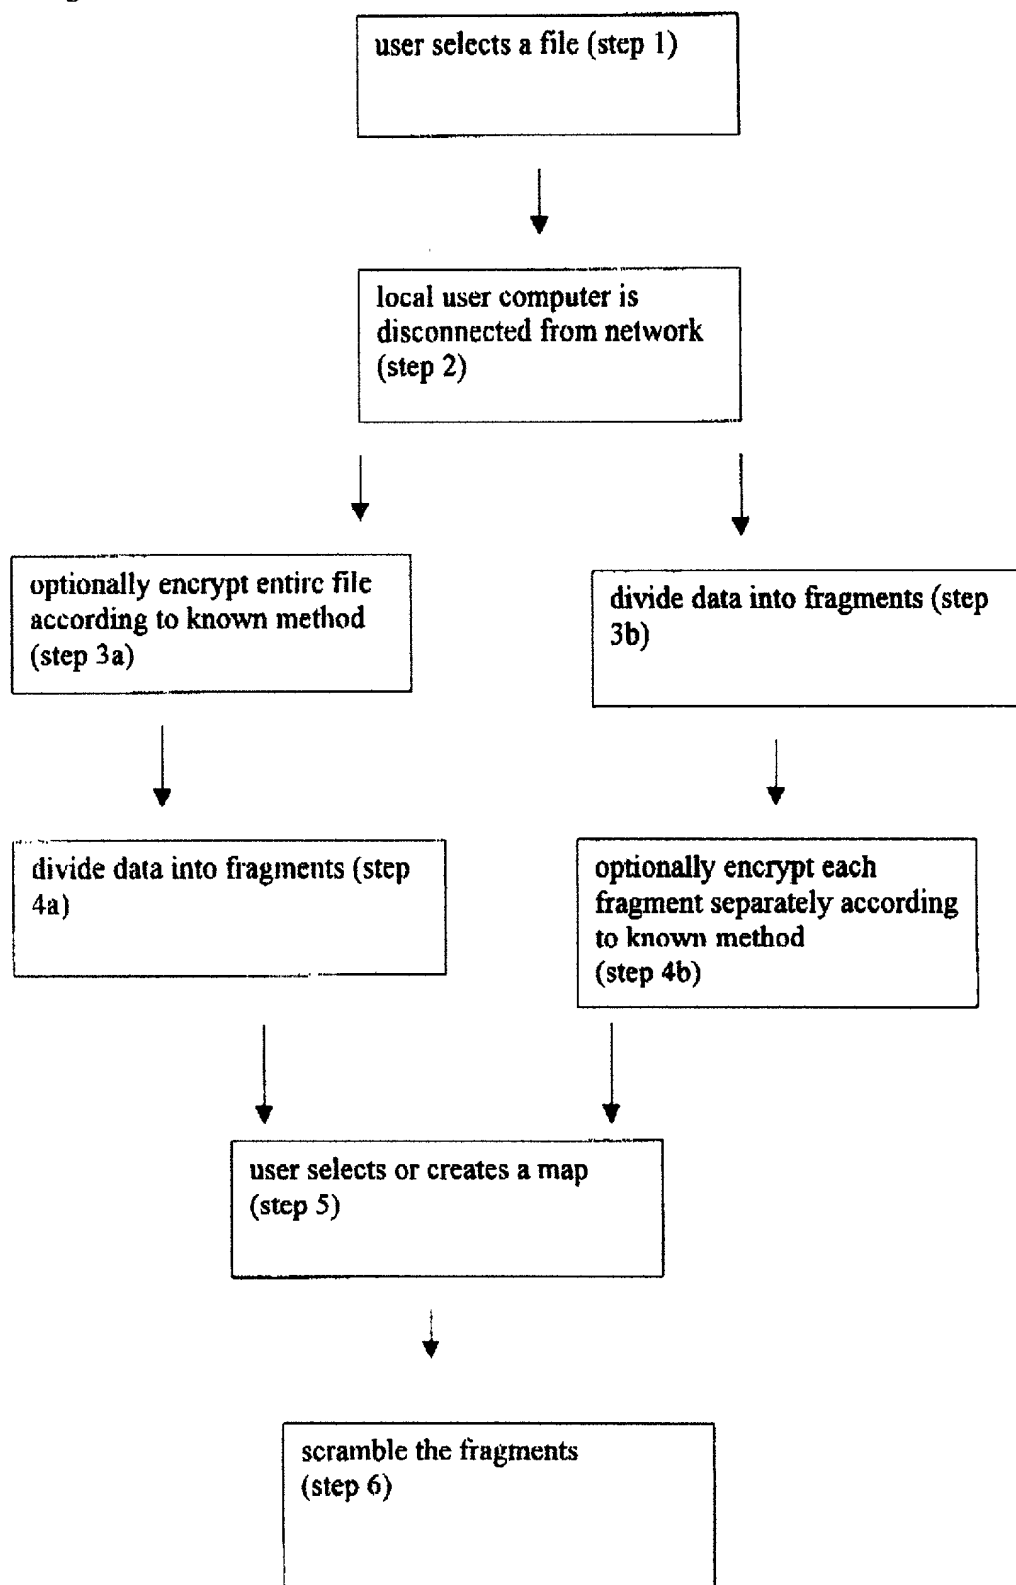 user selects a file (step 1)
local user computer is
disconnected from network
(step 2)
optionally encrypt entire file
according to known method
(step 3a)
divide data into fragments (step
3b)
divide data into fragments (step
4a)
optionally encrypt each
fragment separately according
to known method
(step 4b)
user selects or creates a map
(step 5)
scramble the fragments
(step 6)